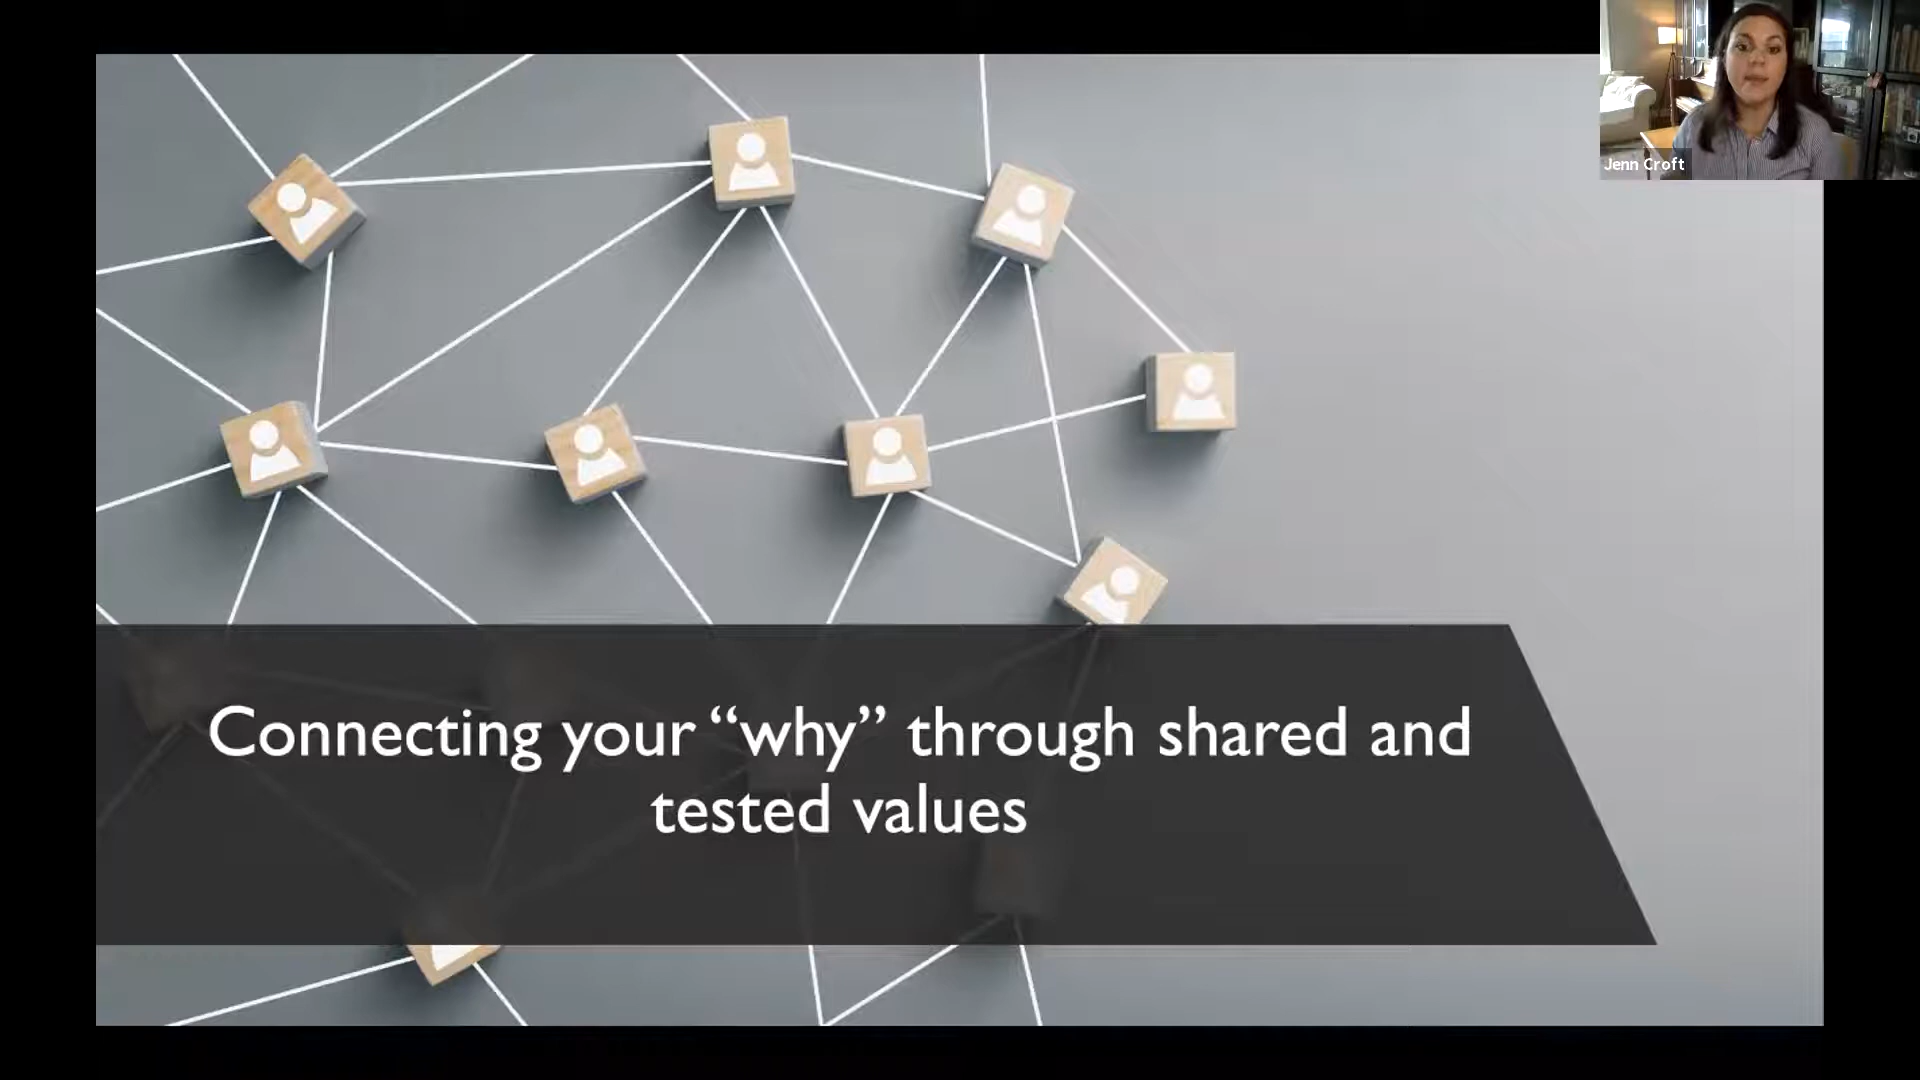 Jenn Croft
Connecting your “why” through shared and
tested values